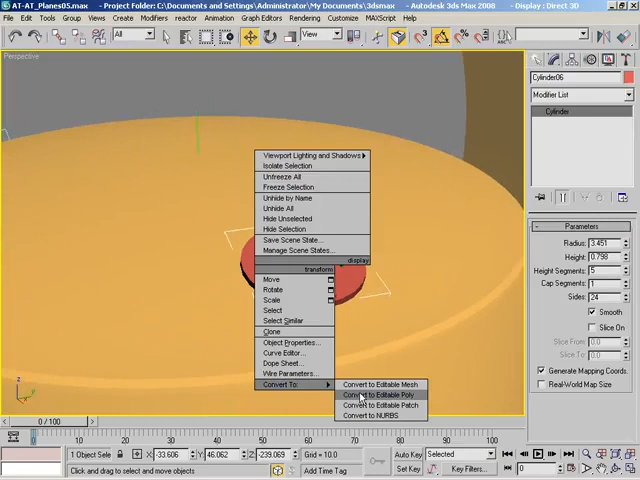 AT-AT_Planes05.max - Project Folder: C:\Documents and Settings\Administrator\My Documents\3dsmax - Autodesk 3ds Max 2008 - Display : Direct 3D
File Edit Tools Group Views Create Modifiers reactor Animation Graph Editors Rendering Customize MAXScript Help
All View
Perspective
Cylinder06
Modifier List
Cylinder
Parameters
Radius: 3.451
Height: 0.798
Height Segments: 5
Cap Segments: 1
Sides: 24
Smooth
Slice On
Slice From: 0.0
Slice To: 0.0
Generate Mapping Coords.
Real-World Map Size
Viewport Lighting and Shadows
Isolate Selection
Unfreeze All
Freeze Selection
Unhide by Name
Unhide All
Hide Unselected
Hide Selection
Save Scene State...
Manage Scene States...
display
transform
Move
Rotate
Scale
Select
Select Similar
Clone
Object Properties...
Curve Editor...
Dope Sheet...
Wire Parameters...
Convert To:
Convert to Editable Mesh
Convert to Editable Poly
Convert to Editable Patch
Convert to NURBS
z
x
0 / 100
0 10 20 30 40 50 60 70 80 90 100
1 Object Selec X: -33.606 Y: 46.062 Z: -239.069 Grid = 10.0 Auto Key Selected
Click and drag to select and move objects Add Time Tag Set Key Key Filters... 0